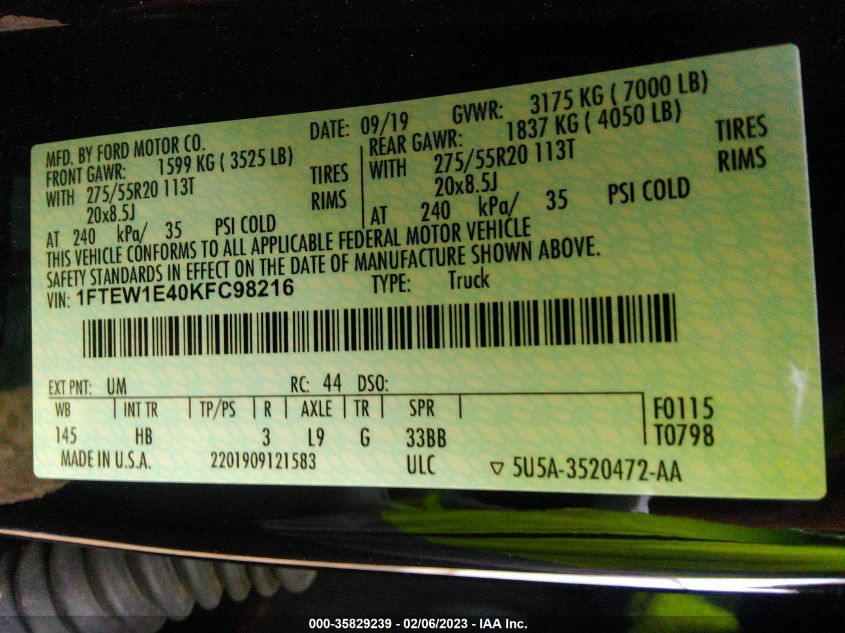 MFD. BY FORD MOTOR CO. DATE: 09/19 GVWR: 3175 KG ( 7000 LB)
FRONT GAWR: 1599 KG ( 3525 LB) REAR GAWR: 1837 KG ( 4050 LB)
WITH 275/55R20 113T TIRES WITH 275/55R20 113T TIRES
20x8.5J RIMS 20x8.5J RIMS
AT 240 kPa/ 35 PSI COLD AT 240 kPa/ 35 PSI COLD
THIS VEHICLE CONFORMS TO ALL APPLICABLE FEDERAL MOTOR VEHICLE
SAFETY STANDARDS IN EFFECT ON THE DATE OF MANUFACTURE SHOWN ABOVE.
VIN: 1FTEW1E40KFC98216 TYPE: Truck
EXT PNT: UM RC: 44 DSO:
WB INT TR TP/PS R AXLE TR SPR F0115
145 HB 3 L9 G 33BB T0798
MADE IN U.S.A. 2201909121583 ULC ▽ 5U5A-3520472-AA
000-35829239 - 02/06/2023 - IAA Inc.